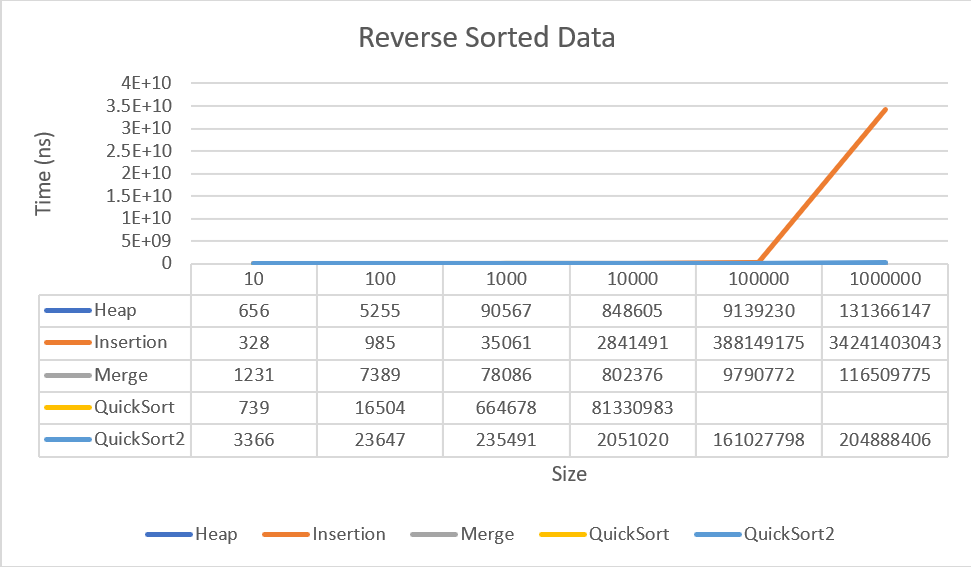 Reverse Sorted Data
Time (ns)
4E+10
3.5E+10
3E+10
2.5E+10
2E+10
1.5E+10
1E+10
5E+09
0
10 100 1000 10000 100000 1000000
Heap 656 5255 90567 848605 9139230 131366147
Insertion 328 985 35061 2841491 388149175 34241403043
Merge 1231 7389 78086 802376 9790772 116509775
QuickSort 739 16504 664678 81330983
QuickSort2 3366 23647 235491 2051020 161027798 204888406
Size
Heap Insertion Merge QuickSort QuickSort2